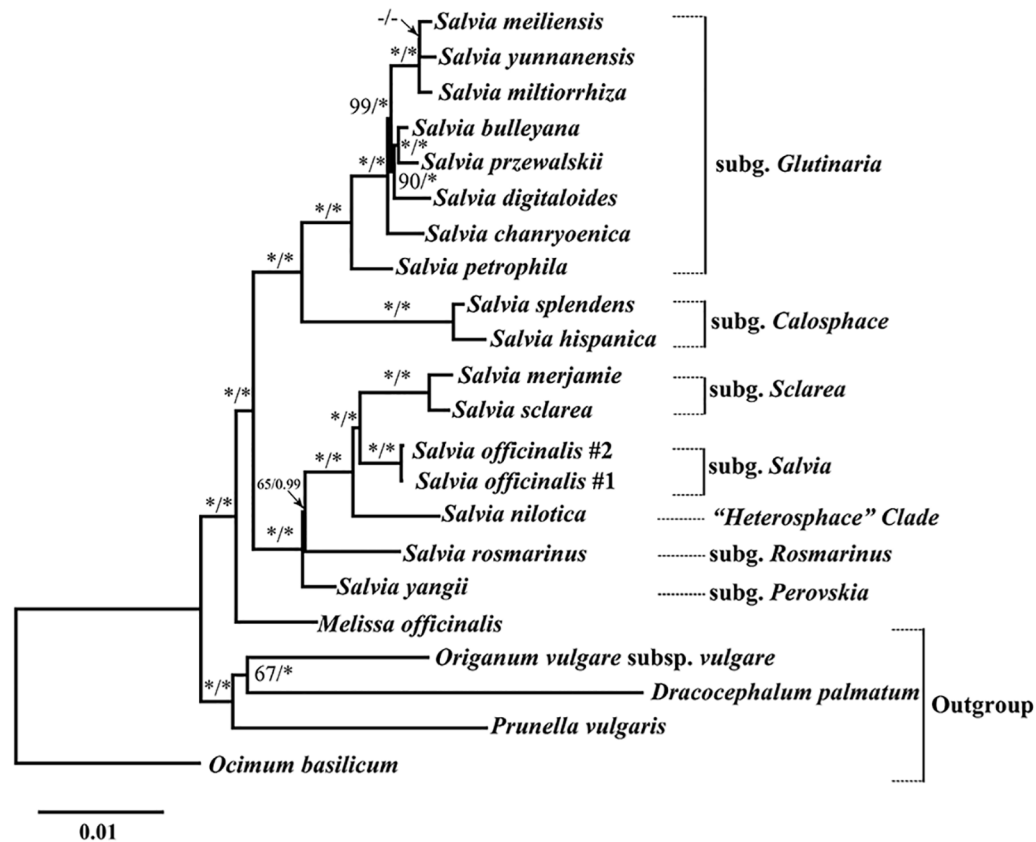 -/-
Salvia meiliensis
*/*
Salvia yunnanensis
Salvia miltiorrhiza
99/*
Salvia bulleyana
*/*
*/*
Salvia przewalskii
subg. Glutinaria
90/*
Salvia digitaloides
*/*
Salvia chanryoenica
*/*
Salvia petrophila
*/*
Salvia splendens
subg. Calosphace
Salvia hispanica
*/*
Salvia merjamie
subg. Sclarea
*/*
Salvia sclarea
*/*
*/*
Salvia officinalis #2
subg. Salvia
*/*
Salvia officinalis #1
65/0.99
*/*
Salvia nilotica
"Heterosphace" Clade
*/*
Salvia rosmarinus
subg. Rosmarinus
Salvia yangii
subg. Perovskia
Melissa officinalis
Origanum vulgare subsp. vulgare
67/*
*/*
Dracocephalum palmatum
Outgroup
Prunella vulgaris
Ocimum basilicum
0.01